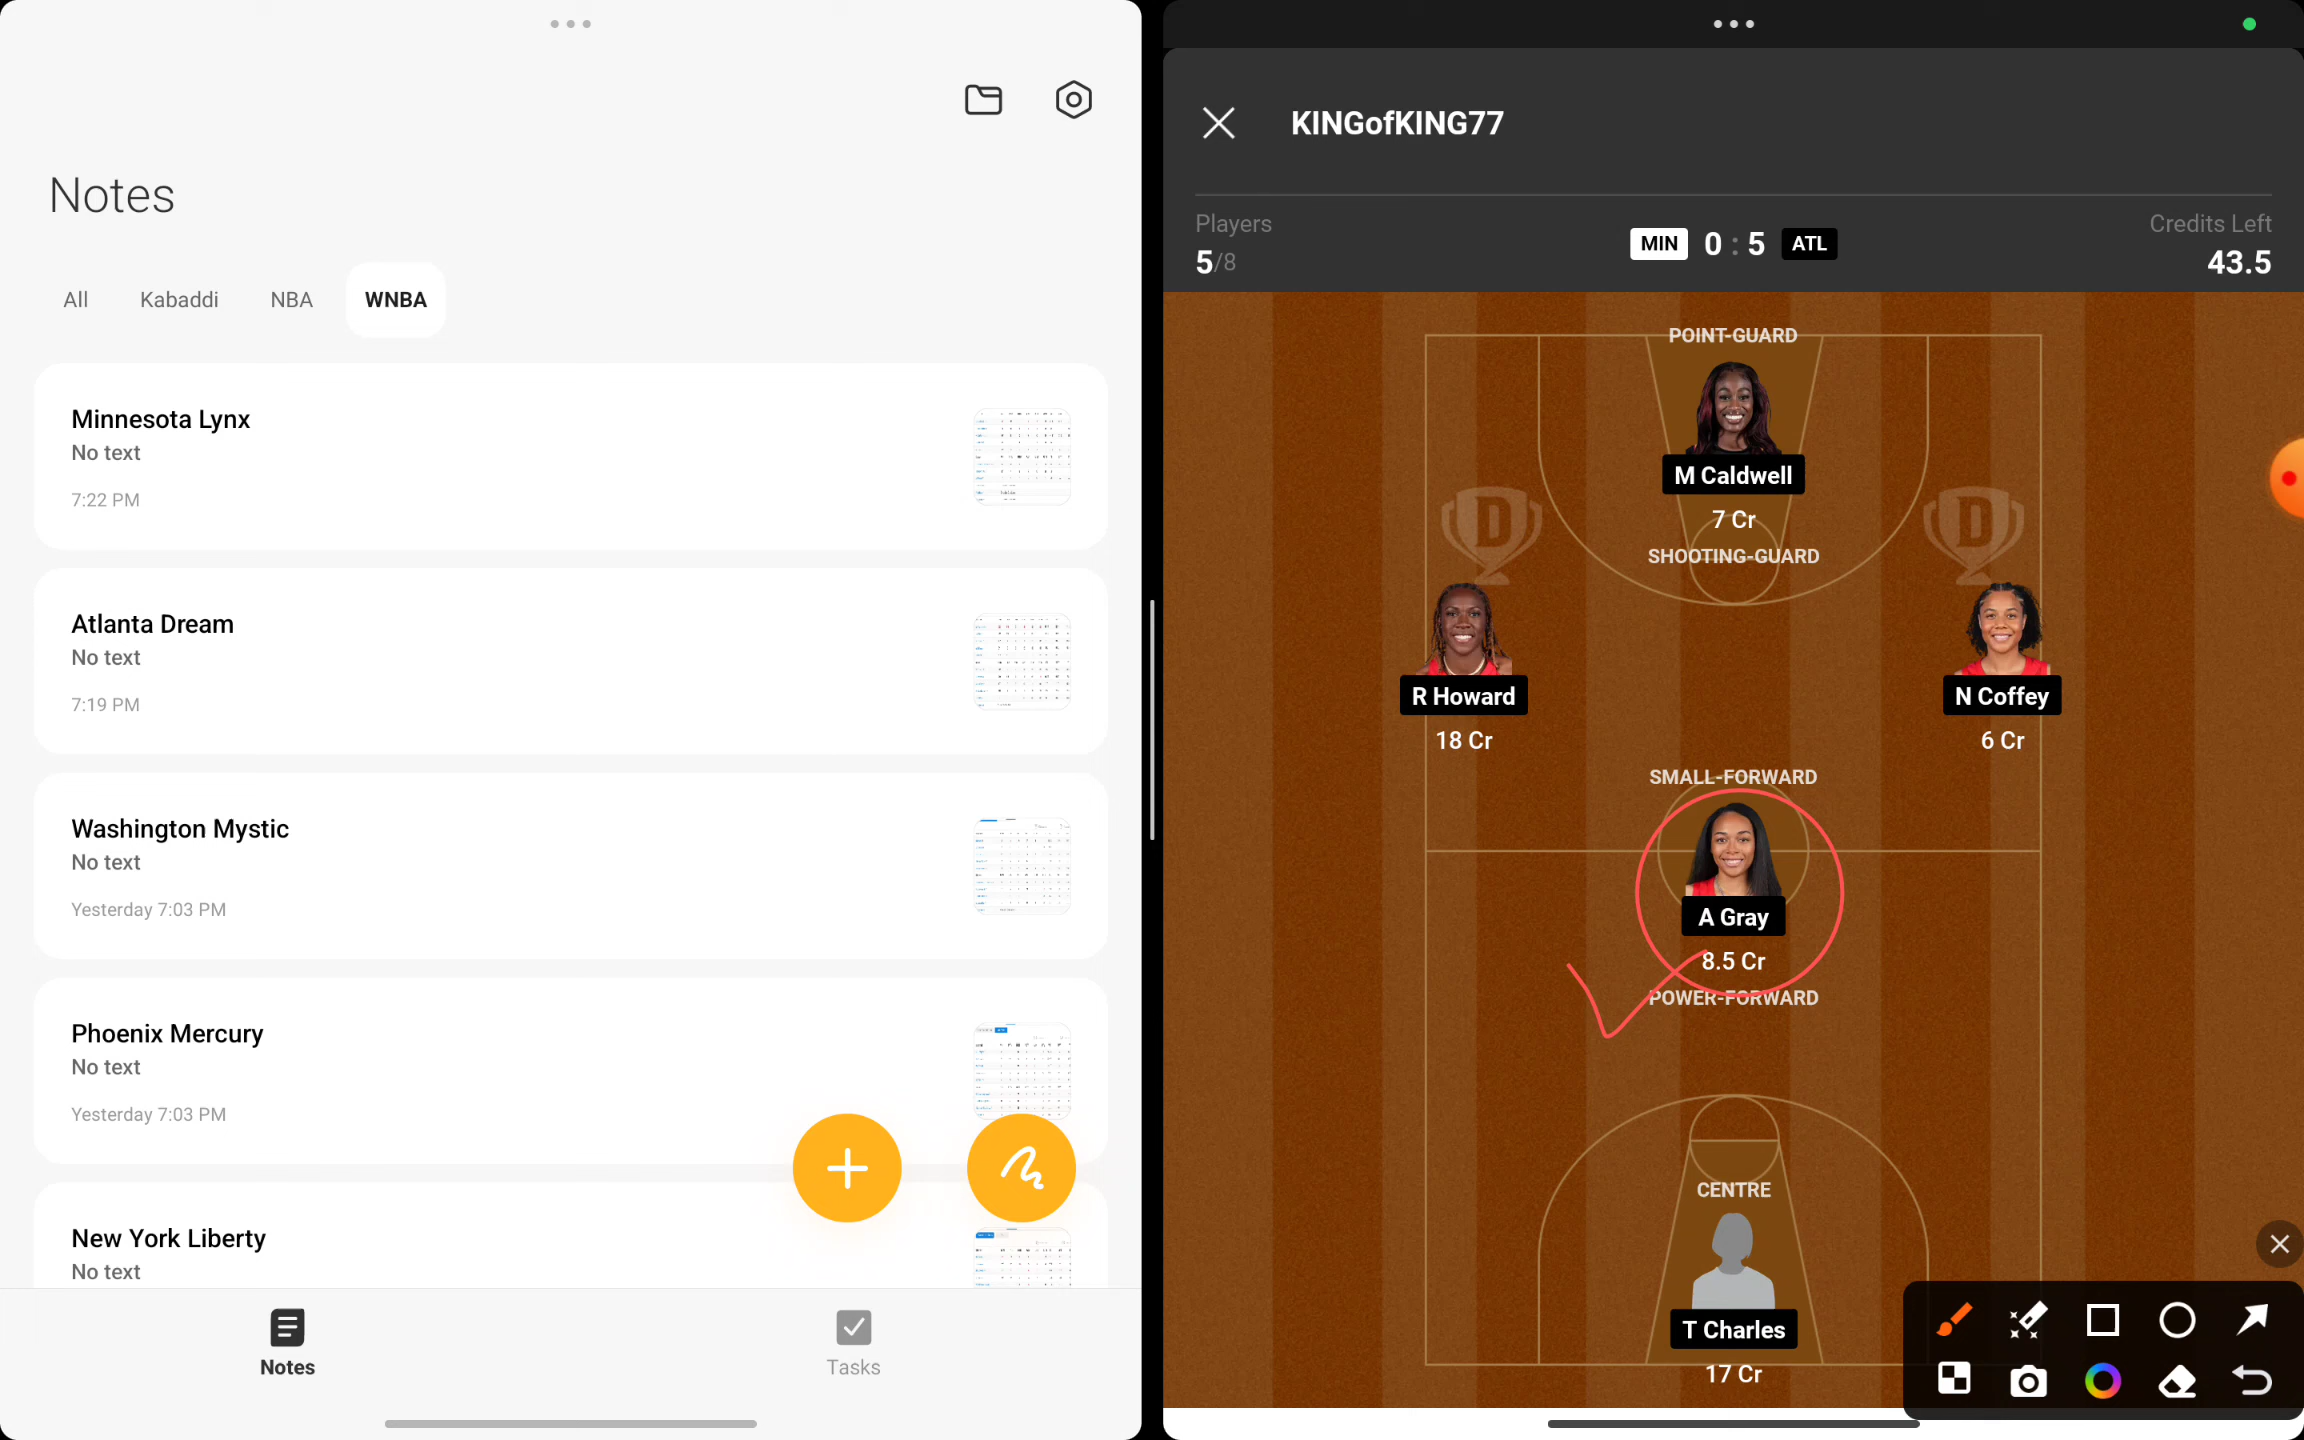 Notes
All
Kabaddi
NBA
WNBA
Minnesota Lynx
No text
7:22 PM
Atlanta Dream
No text
7:19 PM
Washington Mystic
No text
Yesterday 7:03 PM
Phoenix Mercury
No text
Yesterday 7:03 PM
New York Liberty
No text
Notes
Tasks
KINGofKING77
Players
5/8
MIN 0 : 5 ATL
Credits Left
43.5
POINT-GUARD
M Caldwell
7 Cr
SHOOTING-GUARD
R Howard
18 Cr
N Coffey
6 Cr
SMALL-FORWARD
A Gray
8.5 Cr
POWER-FORWARD
CENTRE
T Charles
17 Cr